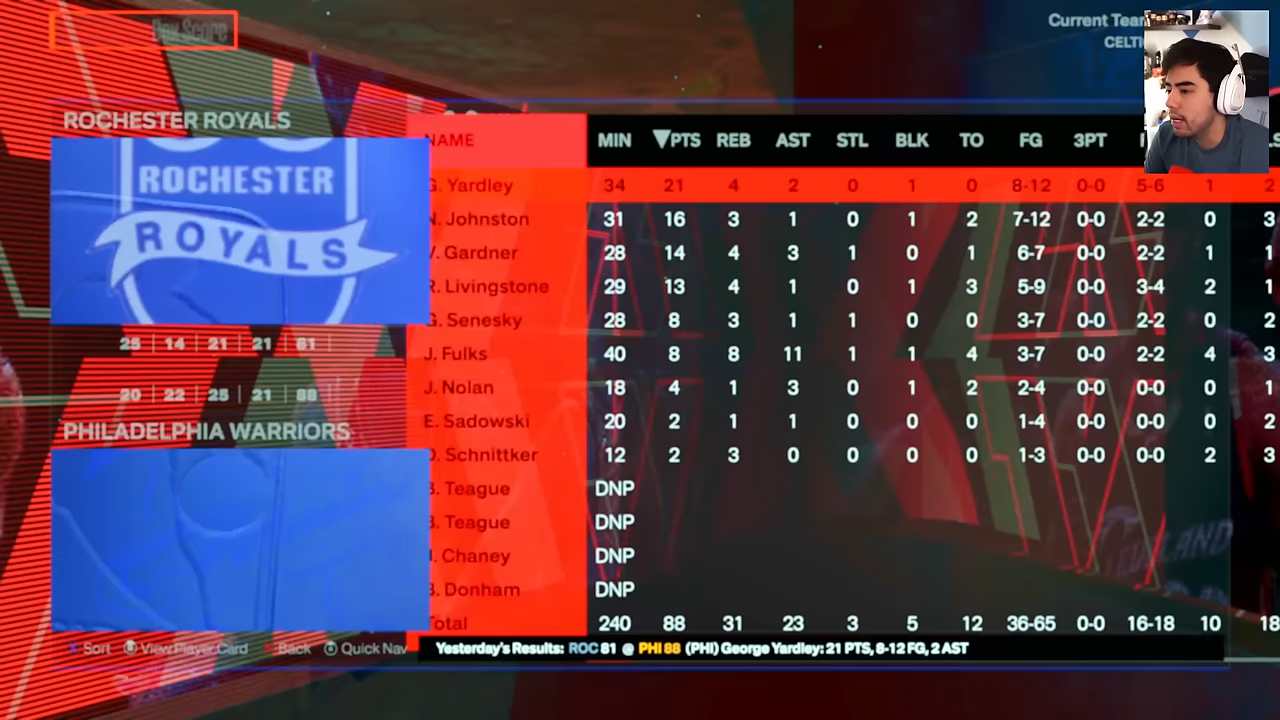 Box Score
Current Team
CELTI
ROCHESTER ROYALS
ROCHESTER
ROYALS
25 | 14 | 21 | 21 | 81 |
20 | 22 | 25 | 21 | 88 |
PHILADELPHIA WARRIORS
NAME MIN ▼PTS REB AST STL BLK TO FG 3PT
G. Yardley 34 21 4 2 0 1 0 8-12 0-0 5-6 1 2
N. Johnston 31 16 3 1 0 1 2 7-12 0-0 2-2 0 3
V. Gardner 28 14 4 3 1 0 1 6-7 0-0 2-2 1 1
R. Livingstone 29 13 4 1 0 1 3 5-9 0-0 3-4 2 1
G. Senesky 28 8 3 1 1 0 0 3-7 0-0 2-2 0 2
J. Fulks 40 8 8 11 1 1 4 3-7 0-0 2-2 4 3
J. Nolan 18 4 1 3 0 1 2 2-4 0-0 0-0 0 1
E. Sadowski 20 2 1 1 0 0 0 1-4 0-0 0-0 0 2
D. Schnittker 12 2 3 0 0 0 0 1-3 0-0 0-0 2 3
B. Teague DNP
B. Teague DNP
Chaney DNP
B. Donham DNP
Total 240 88 31 23 3 5 12 36-65 0-0 16-18 10 18
X Sort View Player Card Back Quick Nav
Yesterday's Results: ROC 81 @ PHI 88 (PHI) George Yardley: 21 PTS, 8-12 FG, 2 AST